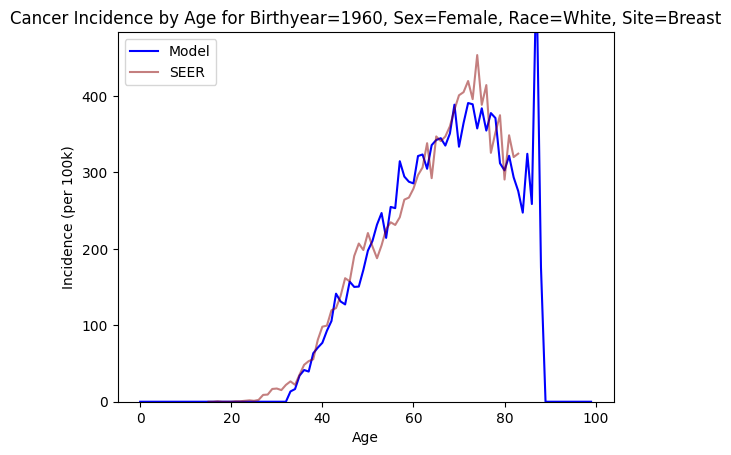 Cancer Incidence by Age for Birthyear=1960, Sex=Female, Race=White, Site=Breast
Model
SEER
400
300
200
100
0
Incidence (per 100k)
0 20 40 60 80 100
Age